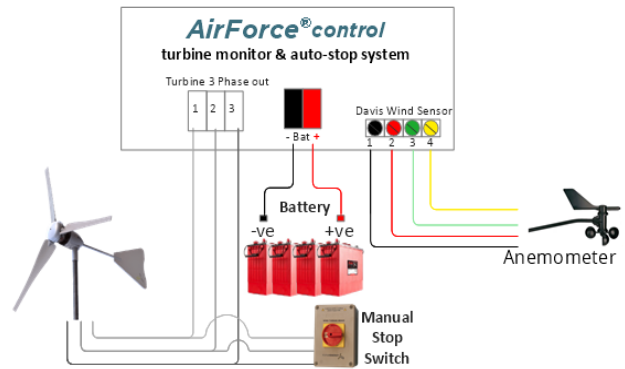 AirForce® control
turbine monitor & auto-stop system
Turbine 3 Phase out
1 2 3
- Bat +
Davis Wind Sensor
1 2 3 4
Battery
-ve +ve
Anemometer
Manual
Stop
Switch